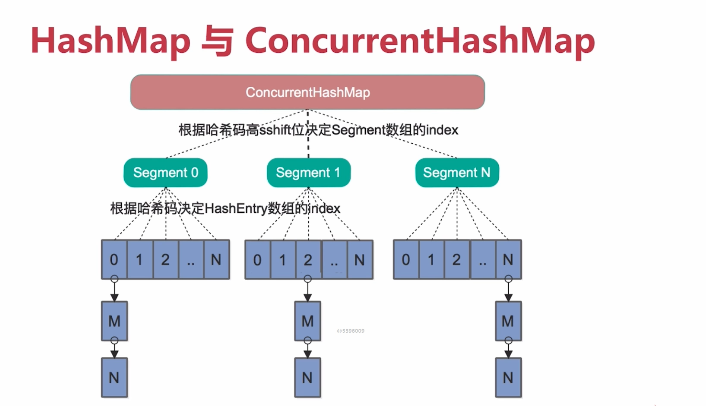 HashMap 与 ConcurrentHashMap
ConcurrentHashMap
根据哈希码高sshift位决定Segment数组的index
Segment 0 Segment 1 Segment N
根据哈希码决定HashEntry数组的index
0 1 2 .. N 0 1 2 .. N 0 1 2 .. N
M M M
N N N